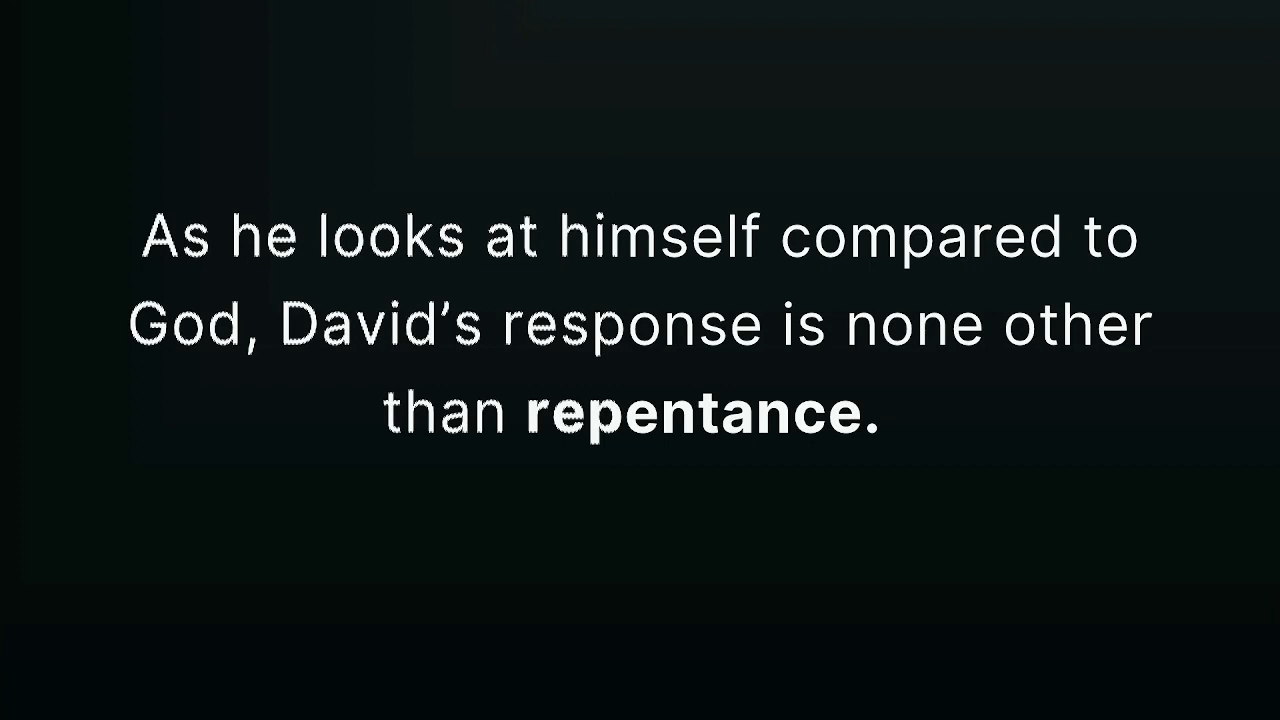 As he looks at himself compared to
God, David’s response is none other
than repentance.